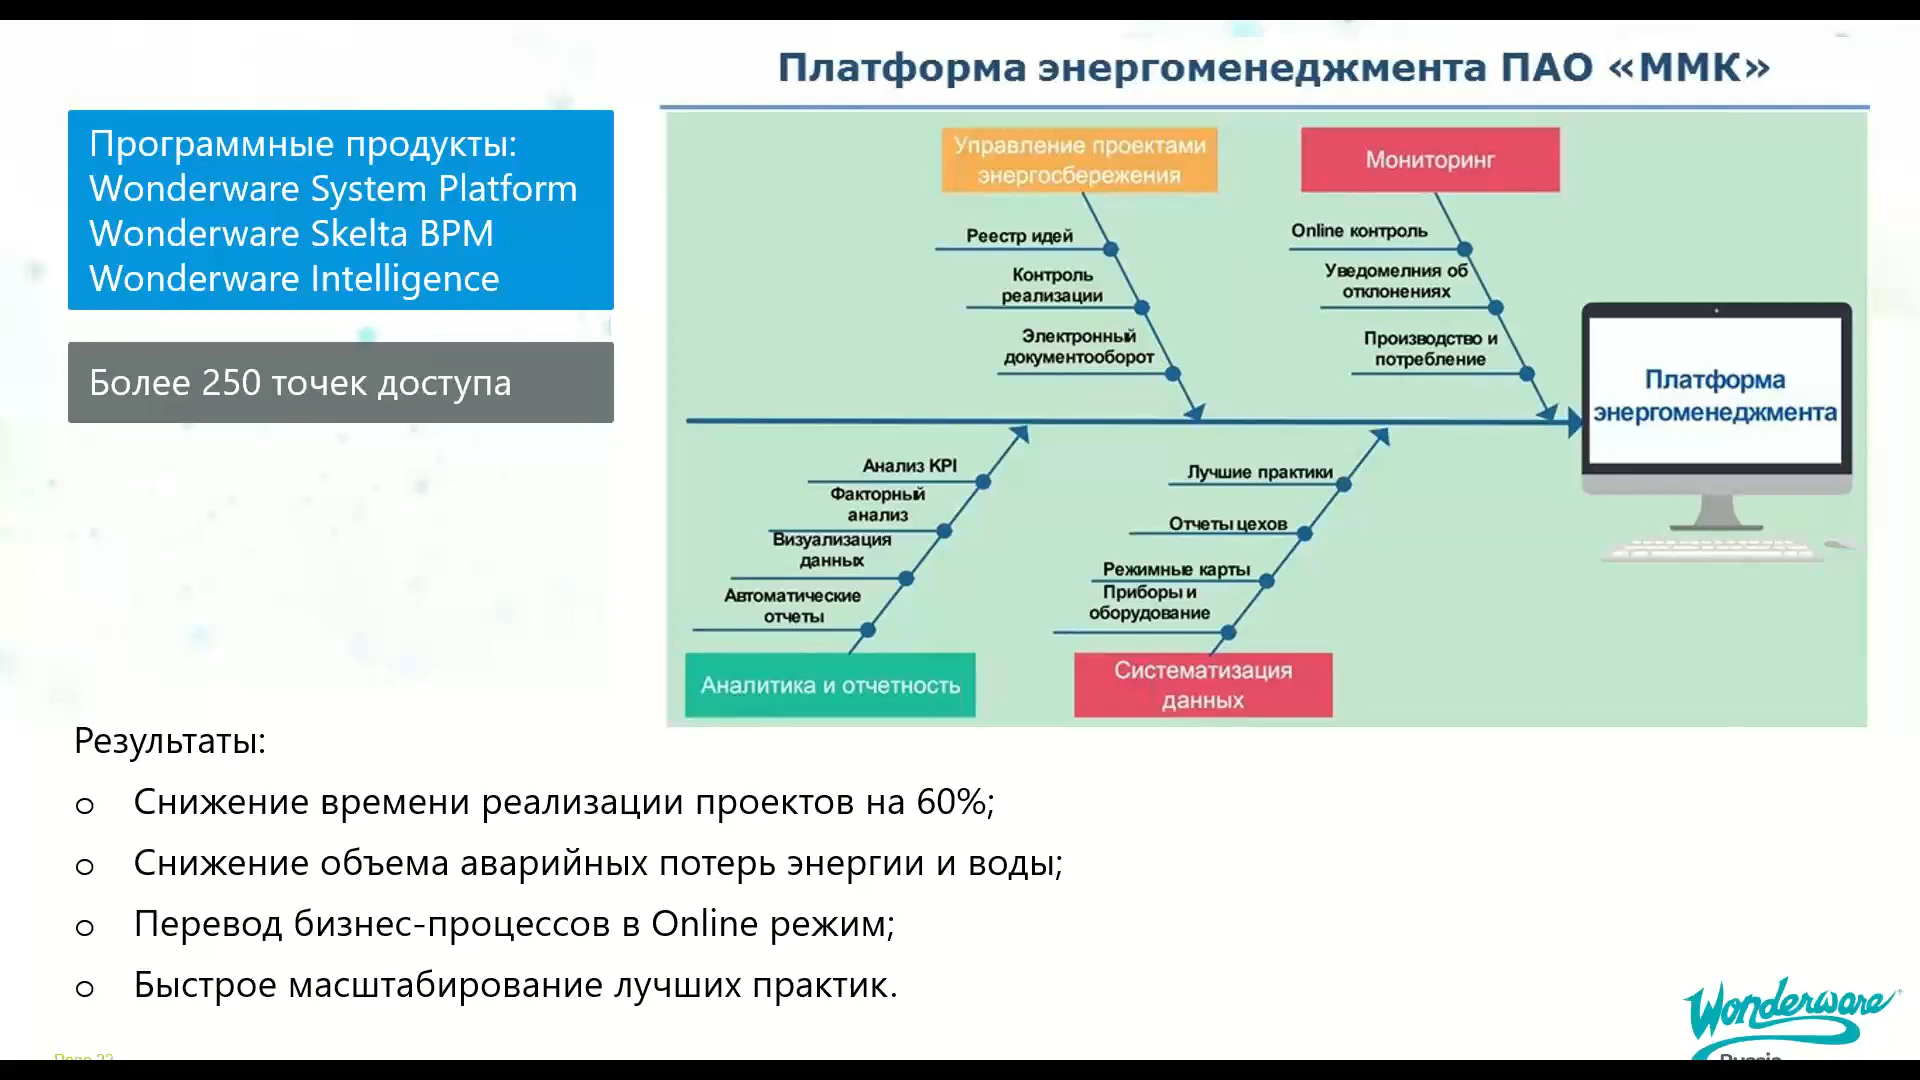 Платформа энергоменеджмента ПАО «ММК»
Программные продукты:
Wonderware System Platform
Wonderware Skelta BPM
Wonderware Intelligence
Более 250 точек доступа
Управление проектами
энергосбережения
Реестр идей
Контроль
реализации
Электронный
документооборот
Мониторинг
Online контроль
Уведомелния об
отклонениях
Производство и
потребление
Платформа
энергоменеджмента
Анализ KPI
Факторный
анализ
Визуализация
данных
Автоматические
отчеты
Аналитика и отчетность
Лучшие практики
Отчеты цехов
Режимные карты
Приборы и
оборудование
Систематизация
данных
Результаты:
o Снижение времени реализации проектов на 60%;
o Снижение объема аварийных потерь энергии и воды;
o Перевод бизнес-процессов в Online режим;
o Быстрое масштабирование лучших практик.
Wonderware
Russia